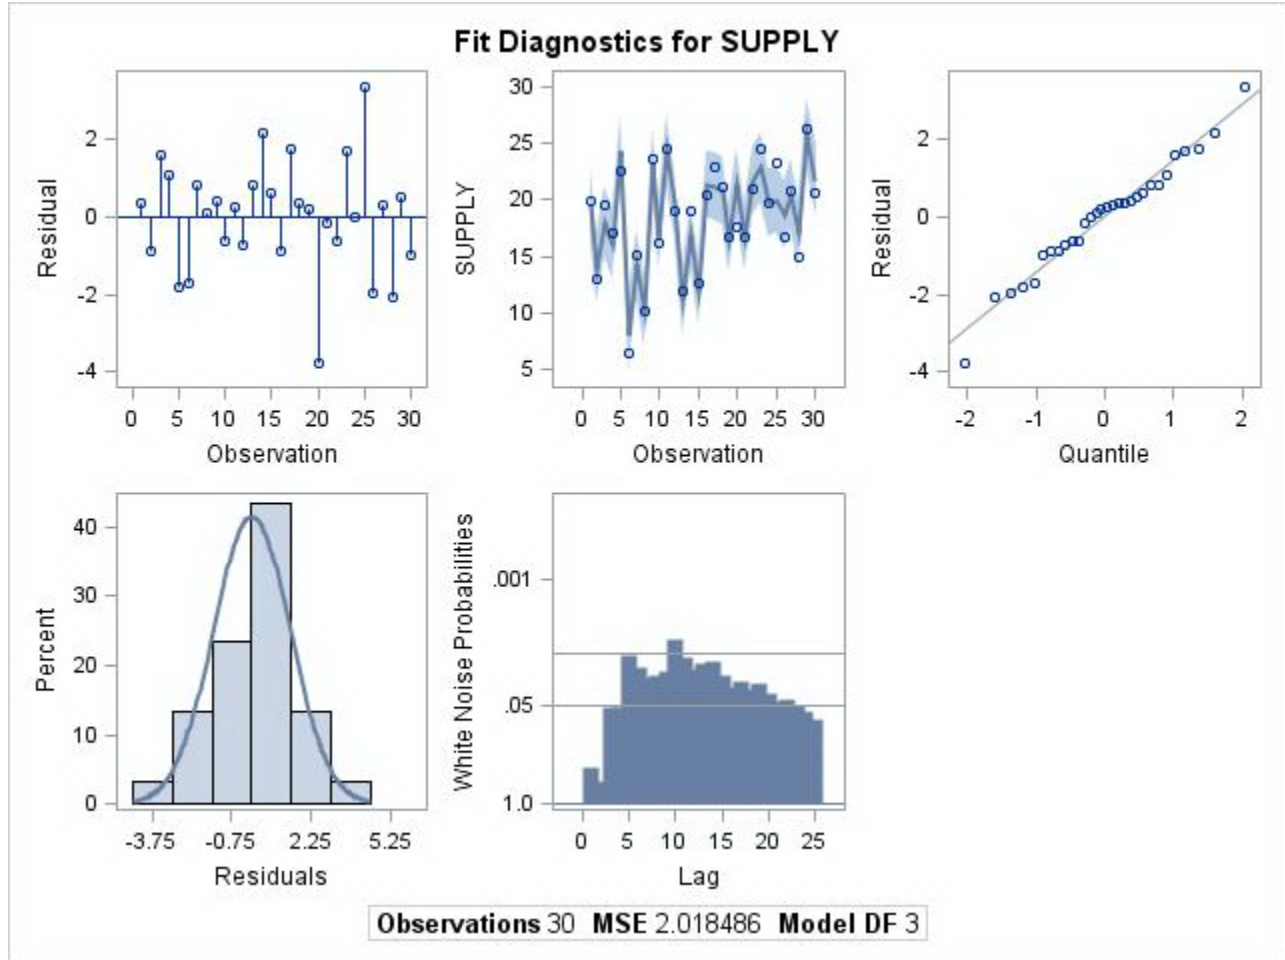 Fit Diagnostics for SUPPLY
Residual
2
0
-2
-4
0 5 10 15 20 25 30
Observation
SUPPLY
30
25
20
15
10
5
0 5 10 15 20 25 30
Observation
Residual
2
0
-2
-4
-2 -1 0 1 2
Quantile
Percent
40
30
20
10
0
-3.75 -0.75 2.25 5.25
Residuals
White Noise Probabilities
.001
.05
1.0
0 5 10 15 20 25
Lag
Observations 30 MSE 2.018486 Model DF 3